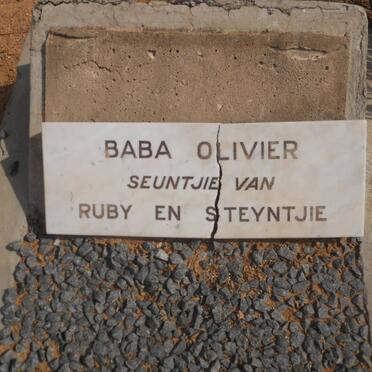 BABA OLIVIER
SEUNTJIE VAN
RUBY EN STEYNTJIE